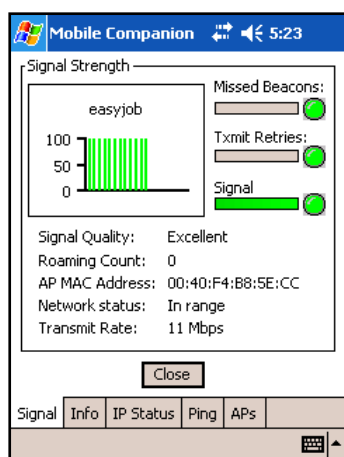 Mobile Companion 5:23
Signal Strength
easyjob
100
50
0
Missed Beacons:
Txmit Retries:
Signal
Signal Quality: Excellent
Roaming Count: 0
AP MAC Address: 00:40:F4:B8:5E:CC
Network status: In range
Transmit Rate: 11 Mbps
Close
Signal Info IP Status Ping APs